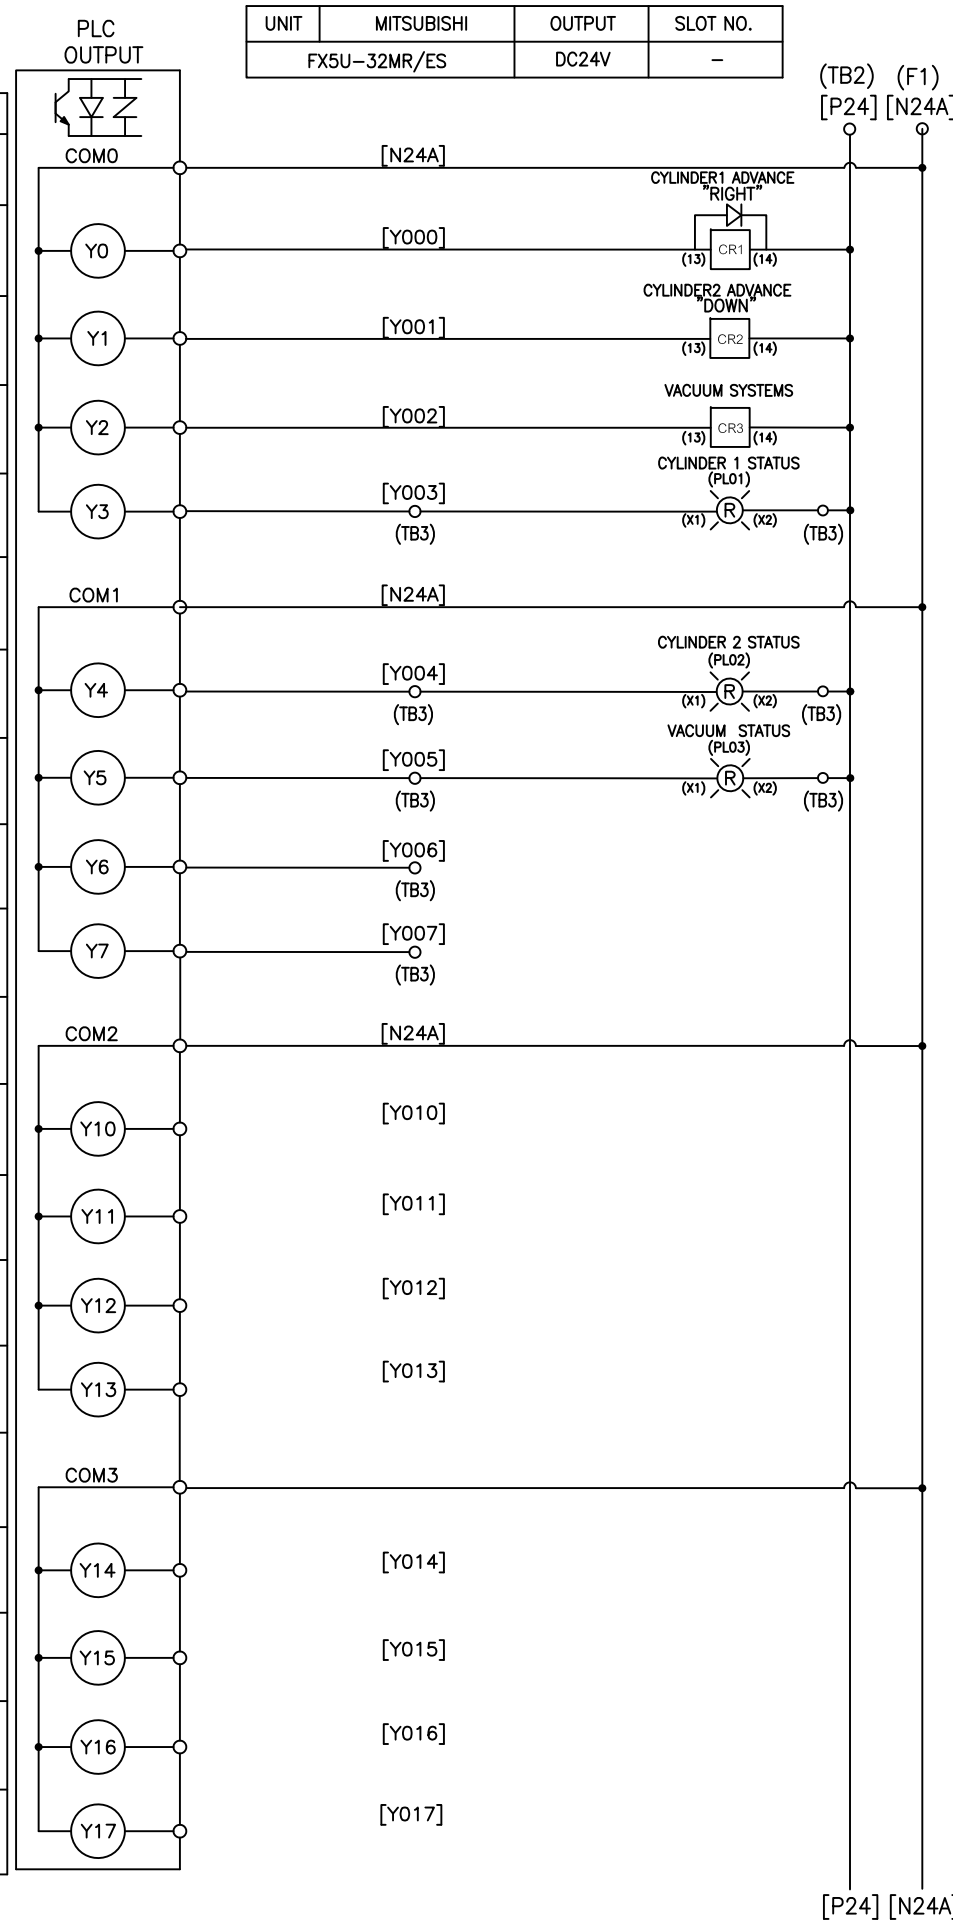 PLC
OUTPUT
UNIT MITSUBISHI OUTPUT SLOT NO.
FX5U-32MR/ES DC24V -
(TB2) (F1)
[P24] [N24A]
COM0 [N24A]
CYLINDER1 ADVANCE
"RIGHT"
Y0 [Y000] CR1
(13) (14)
CYLINDER2 ADVANCE
"DOWN"
Y1 [Y001] CR2
(13) (14)
VACUUM SYSTEMS
Y2 [Y002] CR3
(13) (14)
CYLINDER 1 STATUS
(PL01)
Y3 [Y003] R
(X1) (X2)
(TB3) (TB3)
COM1 [N24A]
CYLINDER 2 STATUS
(PL02)
Y4 [Y004] R
(X1) (X2)
(TB3) (TB3)
VACUUM STATUS
(PL03)
Y5 [Y005] R
(X1) (X2)
(TB3) (TB3)
Y6 [Y006]
(TB3)
Y7 [Y007]
(TB3)
COM2 [N24A]
Y10 [Y010]
Y11 [Y011]
Y12 [Y012]
Y13 [Y013]
COM3
Y14 [Y014]
Y15 [Y015]
Y16 [Y016]
Y17 [Y017]
[P24] [N24A]